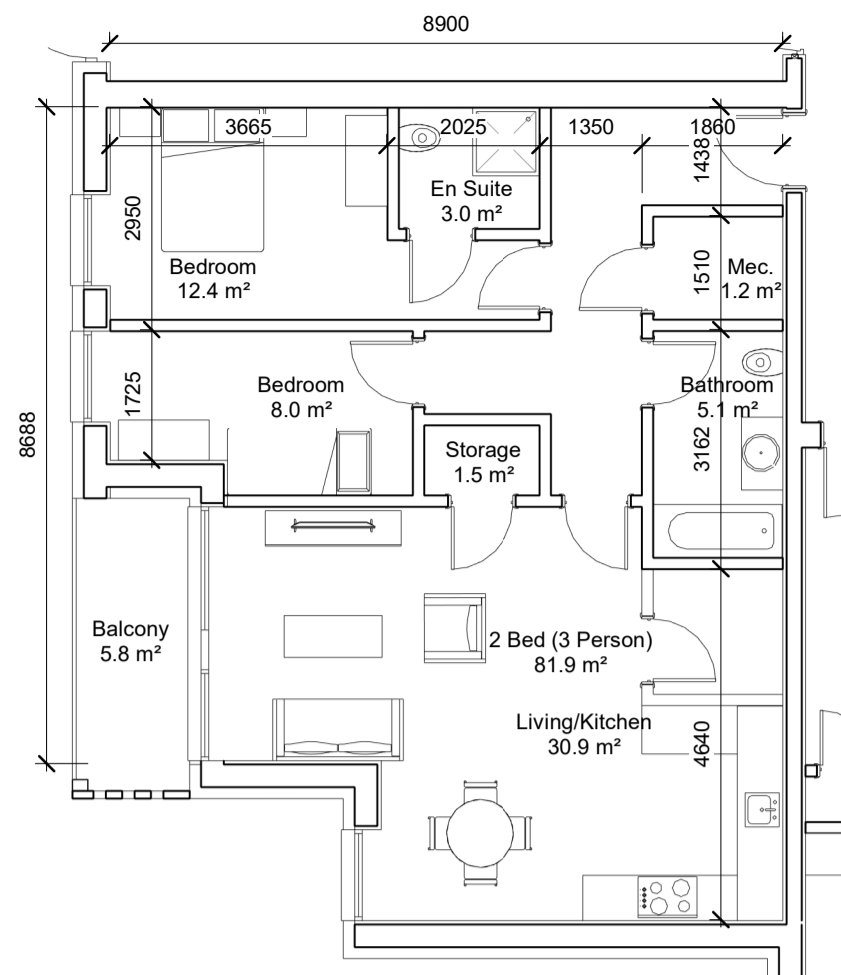 8900
3665
2025
1350
1860
1438
En Suite
3.0 m²
2950
Bedroom
12.4 m²
1510
Mec.
1.2 m²
8688
1725
Bedroom
8.0 m²
Bathroom
5.1 m²
3162
Storage
1.5 m²
Balcony
5.8 m²
2 Bed (3 Person)
81.9 m²
Living/Kitchen
30.9 m²
4640